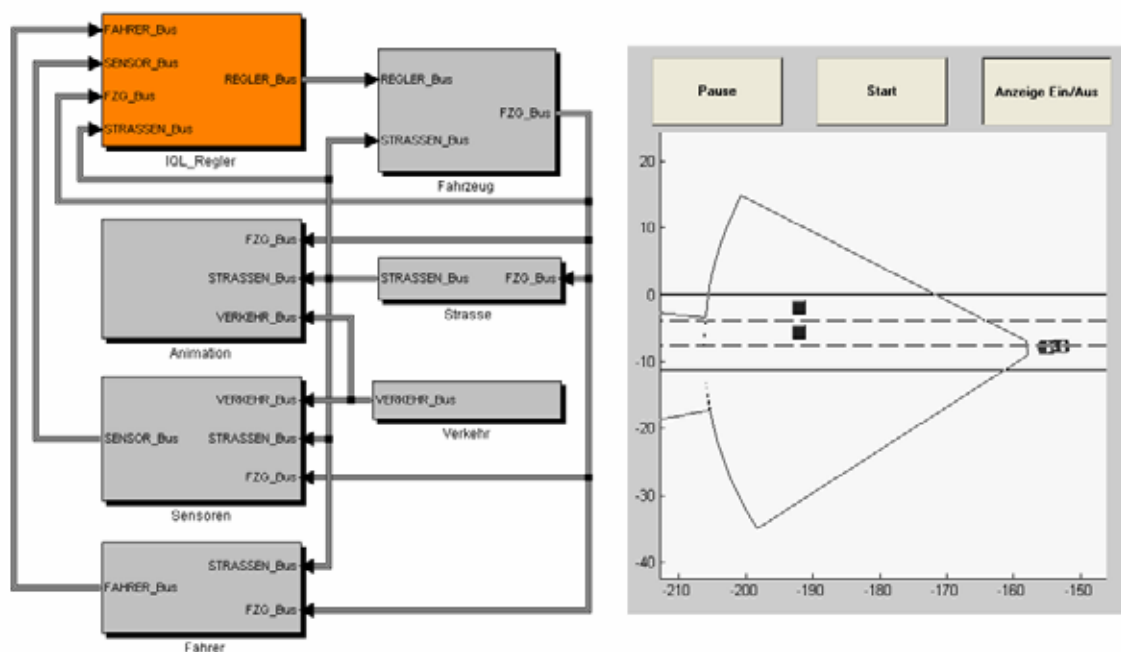 FAHRER_Bus
SENSOR_Bus
FZG_Bus
STRASSEN_Bus
REGLER_Bus
IQL_Regler
REGLER_Bus
STRASSEN_Bus
FZG_Bus
Fahrzeug
FZG_Bus
STRASSEN_Bus
VERKEHR_Bus
Animation
STRASSEN_Bus
FZG_Bus
Strasse
VERKEHR_Bus
Verkehr
SENSOR_Bus
VERKEHR_Bus
STRASSEN_Bus
FZG_Bus
Sensoren
FAHRER_Bus
STRASSEN_Bus
FZG_Bus
Fahrer
Pause
Start
Anzeige Ein/Aus
20
10
0
-10
-20
-30
-40
-210
-200
-190
-180
-170
-160
-150